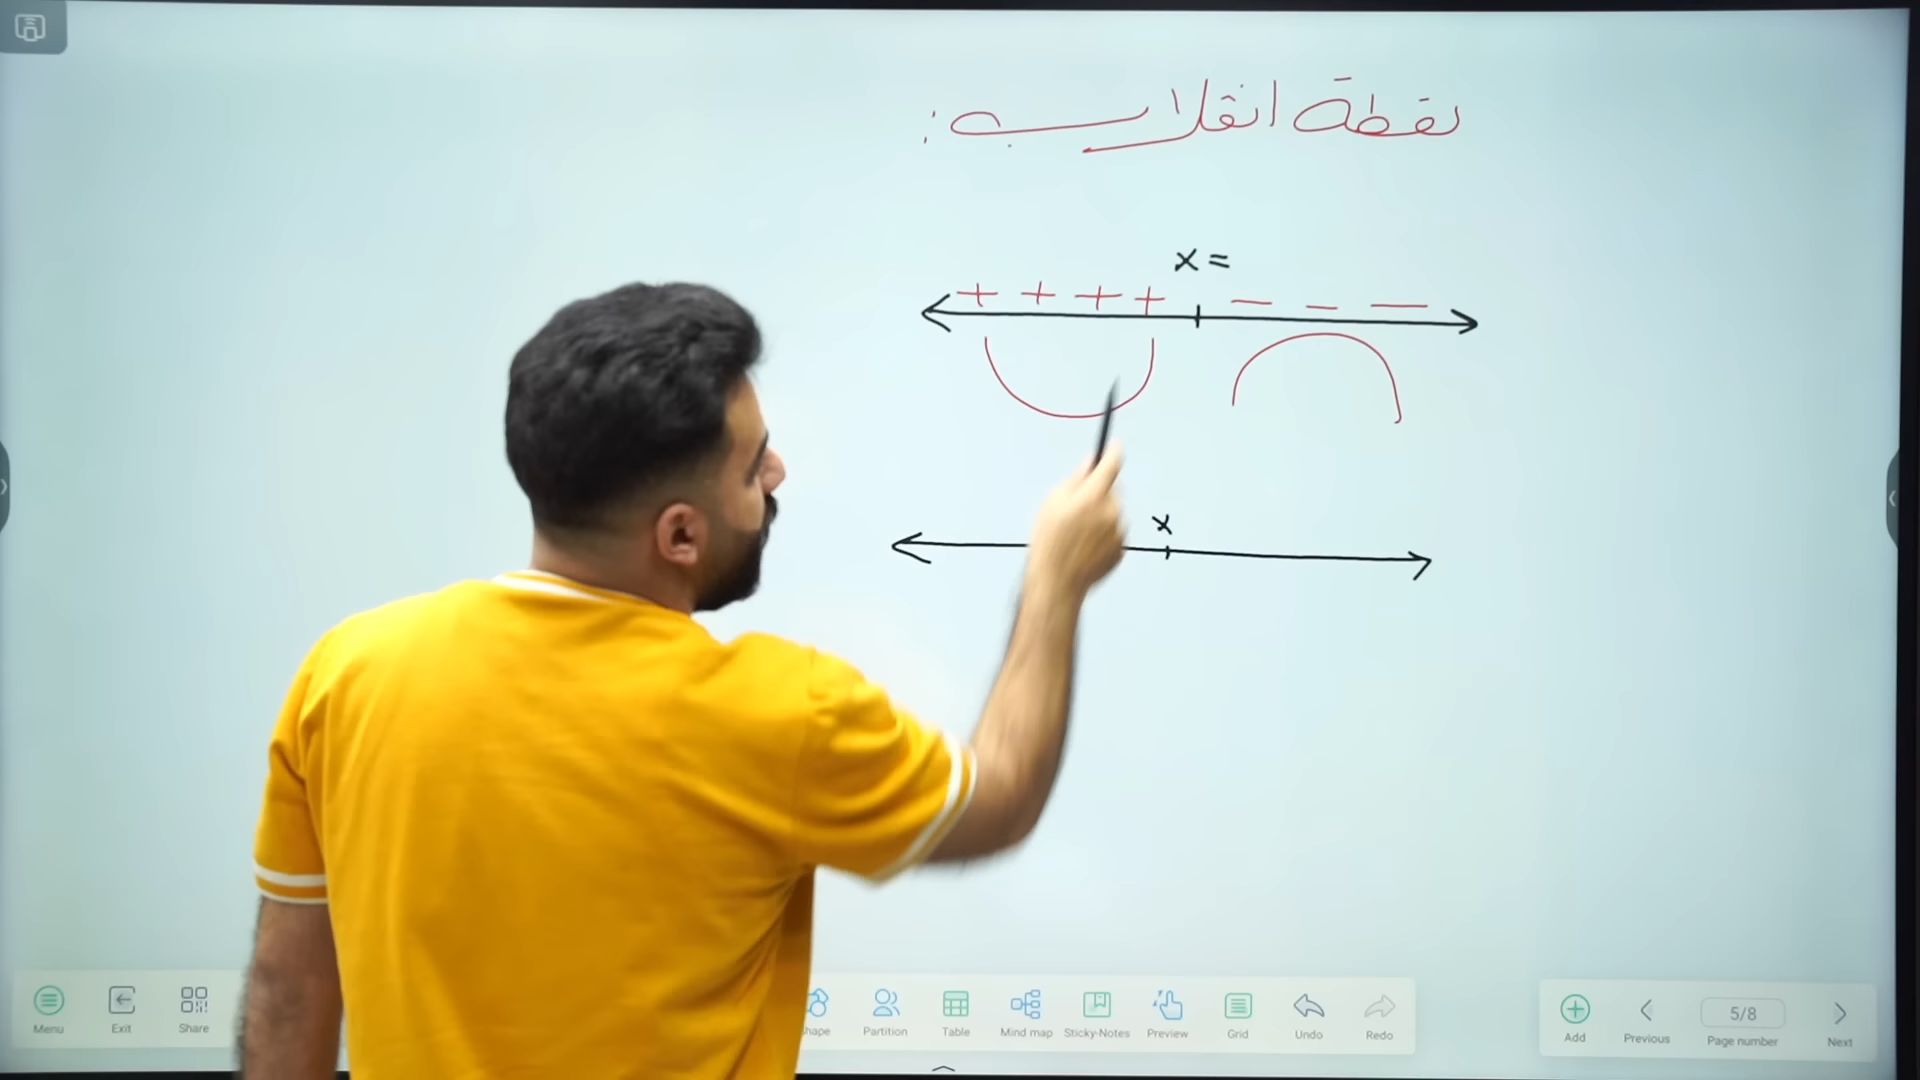 نقطة انقلاب :
x =
+ + + + — — —
x
Menu Exit Share hape Partition Table Mind map Sticky-Notes Preview Grid Undo Redo Add Previous 5/8 Page number Next